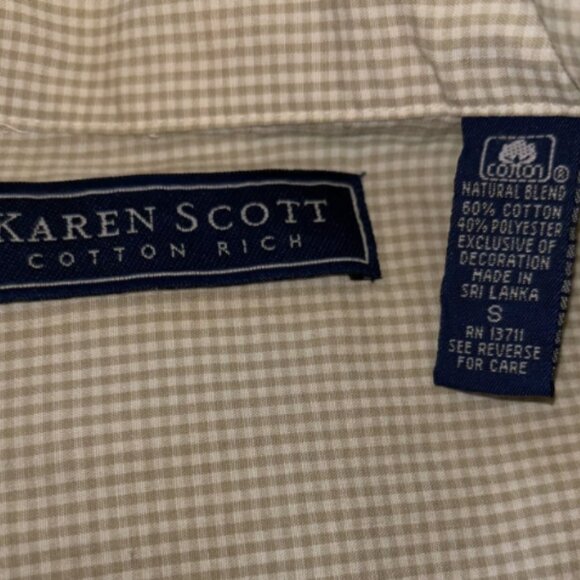 KAREN SCOTT
COTTON RICH
cotton ®
NATURAL BLEND
60% COTTON
40% POLYESTER
EXCLUSIVE OF
DECORATION
MADE IN
SRI LANKA
S
RN 13711
SEE REVERSE
FOR CARE